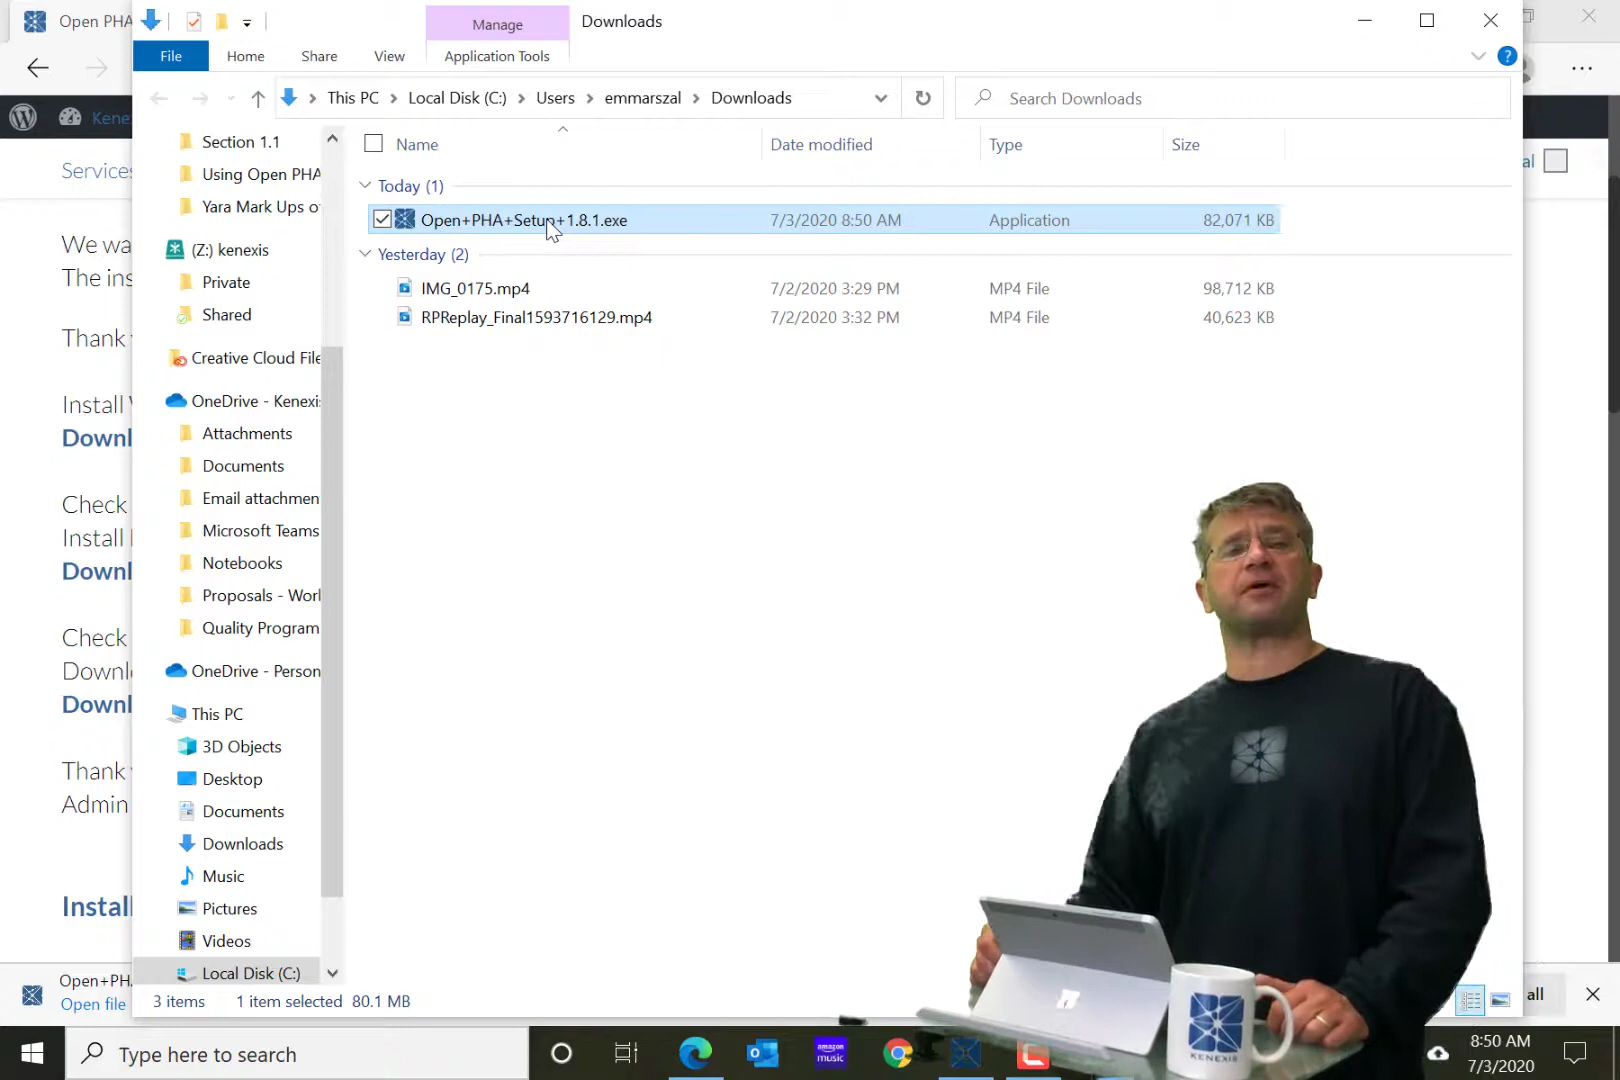 Open PHA
Manage
Downloads
File
Home
Share
View
Application Tools
This PC
Local Disk (C:)
Users
emmarszal
Downloads
Search Downloads
Kene
Services
al
Section 1.1
Using Open PHA
Yara Mark Ups o
(Z:) kenexis
Private
Shared
Creative Cloud File
OneDrive - Kenexi
Attachments
Documents
Email attachmen
Microsoft Teams
Notebooks
Proposals - Worl
Quality Program
OneDrive - Person
This PC
3D Objects
Desktop
Documents
Downloads
Music
Pictures
Videos
Local Disk (C:)
Name
Date modified
Type
Size
Today (1)
Open+PHA+Setup+1.8.1.exe
7/3/2020 8:50 AM
Application
82,071 KB
Yesterday (2)
IMG_0175.mp4
7/2/2020 3:29 PM
MP4 File
98,712 KB
RPReplay_Final1593716129.mp4
7/2/2020 3:32 PM
MP4 File
40,623 KB
We wa
The ins
Thank
Install
Downl
Check
Install
Downl
Check
Downl
Downl
Thank
Admin
Install
3 items
1 item selected 80.1 MB
Open+PH
Open file
all
KENEXIS
Type here to search
amazon
music
8:50 AM
7/3/2020